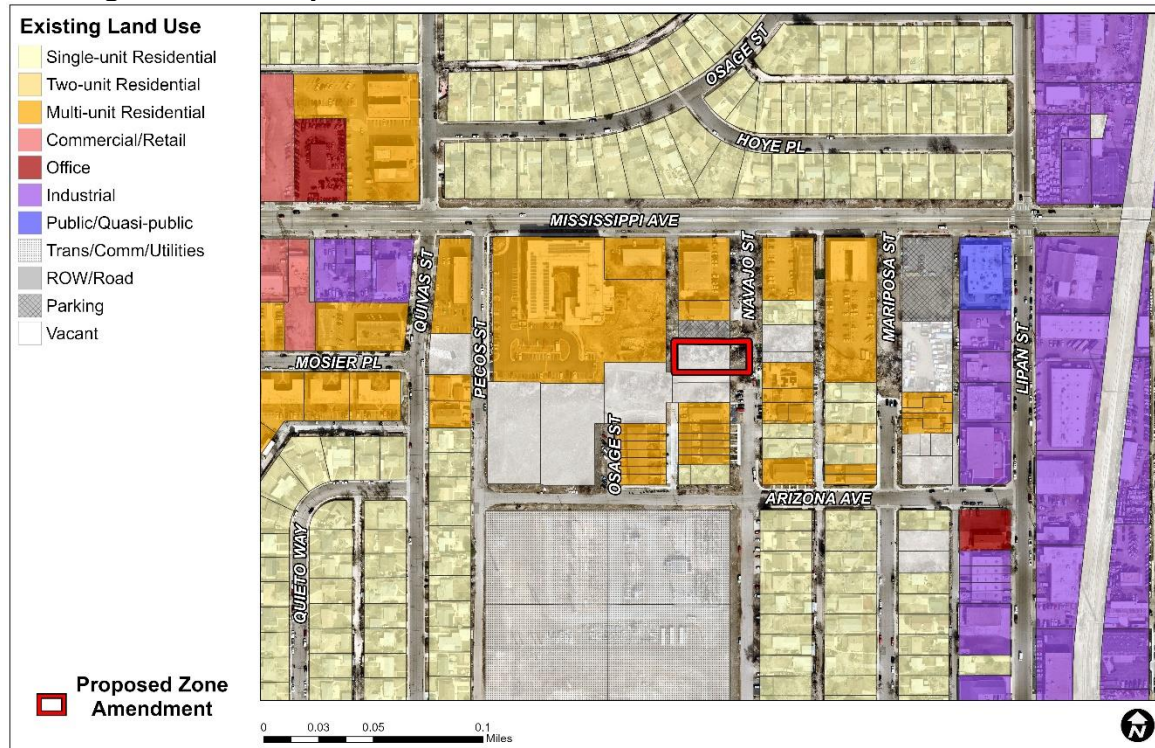 Existing Land Use
Single-unit Residential
Two-unit Residential
Multi-unit Residential
Commercial/Retail
Office
Industrial
Public/Quasi-public
Trans/Comm/Utilities
ROW/Road
Parking
Vacant
Proposed Zone
Amendment
OSAGE ST
HOYE PL
MISSISSIPPI AVE
QUIVAS ST
PECOS ST
NAVAJO ST
MARIPOSA ST
LIPAN ST
MOSIER PL
OSAGE ST
ARIZONA AVE
QUIETO WAY
0 0.03 0.05 0.1
Miles
N